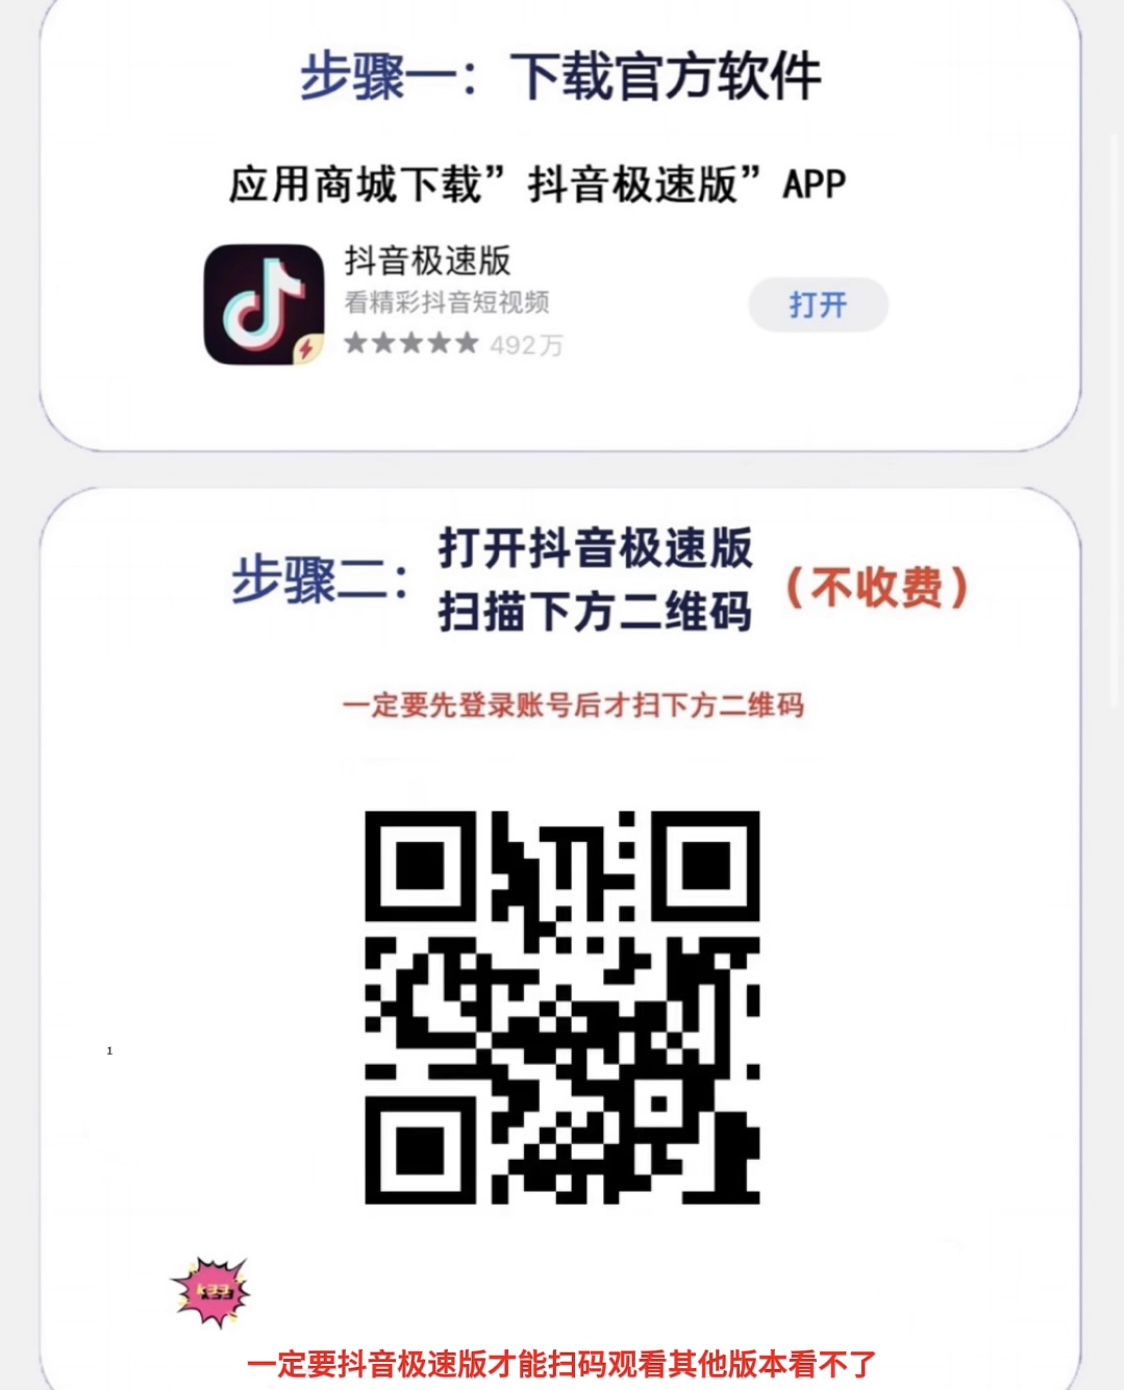 步骤一：下载官方软件
应用商城下载”抖音极速版”APP
抖音极速版
看精彩抖音短视频
492万
打开
步骤二：
打开抖音极速版
扫描下方二维码
（不收费）
一定要先登录账号后才扫下方二维码
1
k33
一定要抖音极速版才能扫码观看其他版本看不了